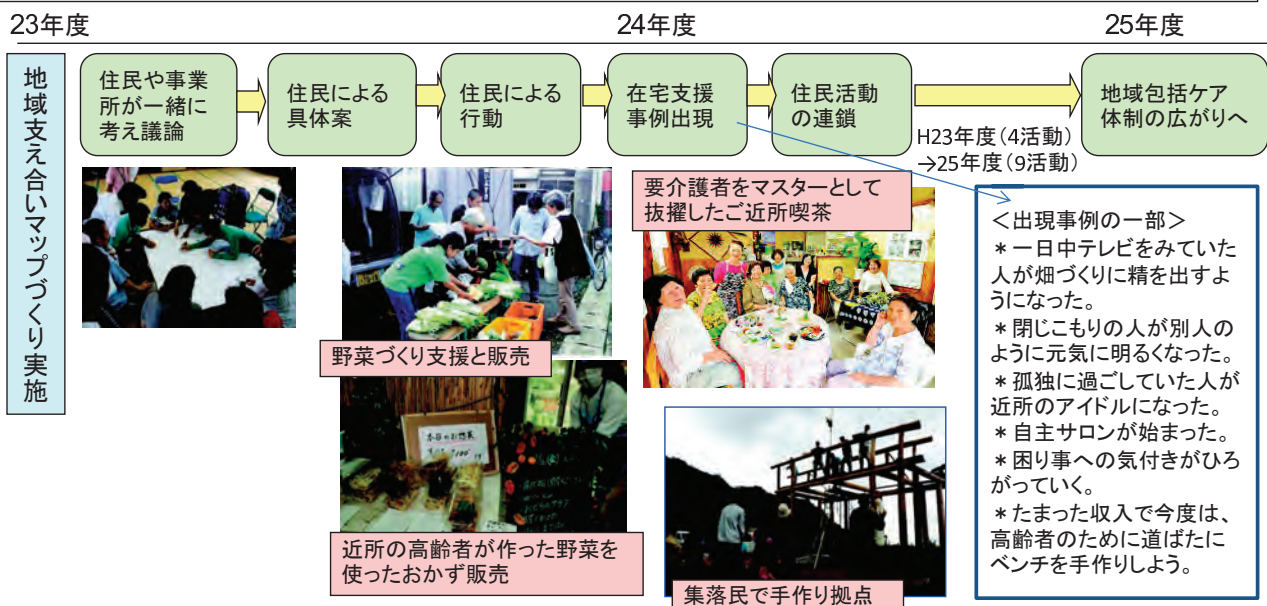 23年度
24年度
25年度
地域支え合いマップづくり実施
住民や事業
所が一緒に
考え議論
住民による
具体案
住民による
行動
在宅支援
事例出現
住民活動
の連鎖
地域包括ケア
体制の広がりへ
H23年度(4活動)
→25年度(9活動)
要介護者をマスターとして
抜擢したご近所喫茶
野菜づくり支援と販売
本日のお惣菜
近所の高齢者が作った野菜を
使ったおかず販売
集落民で手作り拠点
<出現事例の一部>
*一日中テレビをみていた
人が畑づくりに精を出すよ
うになった。
*閉じこもりの人が別人の
ように元気に明るくなった。
*孤独に過ごしていた人が
近所のアイドルになった。
*自主サロンが始まった。
*困り事への気付きがひろ
がっていく。
*たまった収入で今度は、
高齢者のために道ばたに
ベンチを手作りしよう。